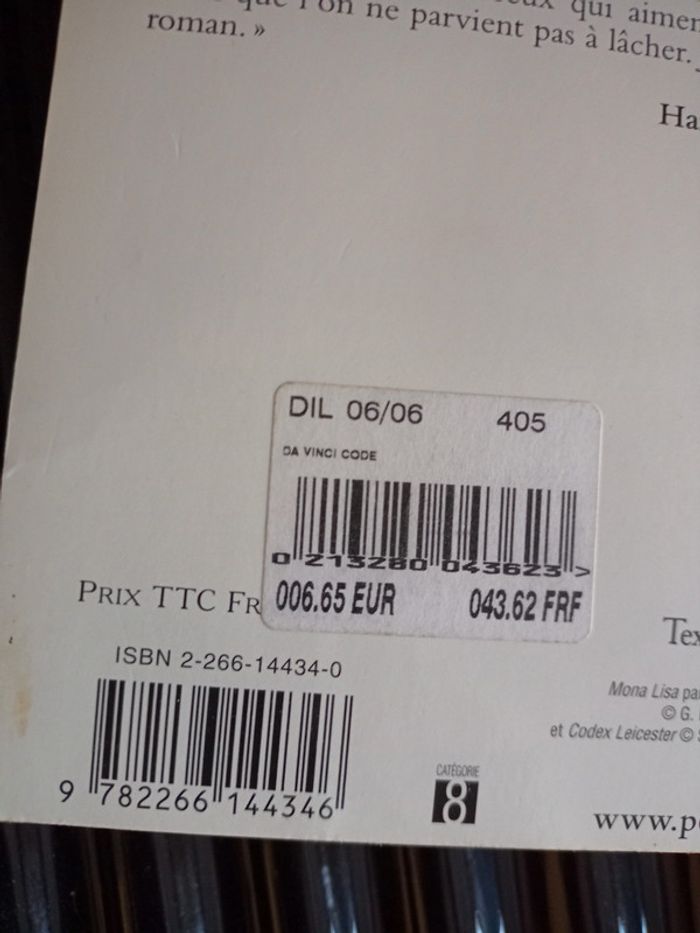 que l'on ne parvient pas à lâcher.
qui aimen
roman. »
Ha
DIL 06/06 405
DA VINCI CODE
0 213280 043623 >
006.65 EUR 043.62 FRF
PRIX TTC FR
Tex
ISBN 2-266-14434-0
Mona Lisa pa
© G.
et Codex Leicester ©
9 782266 144346
CATÉGORIE
8
www.p